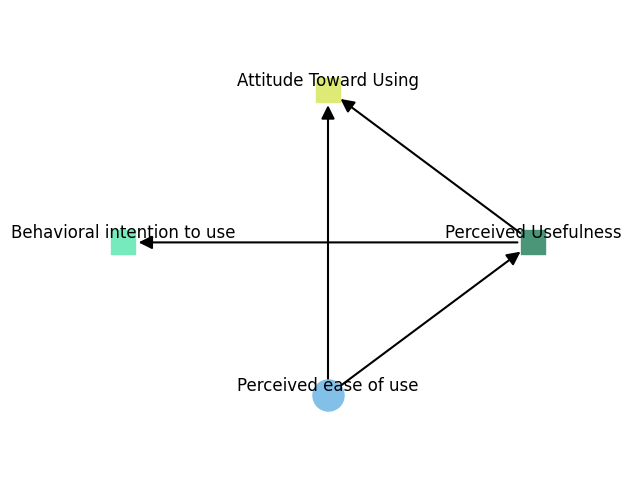 Attitude Toward Using
Behavioral intention to use
Perceived Usefulness
Perceived ease of use